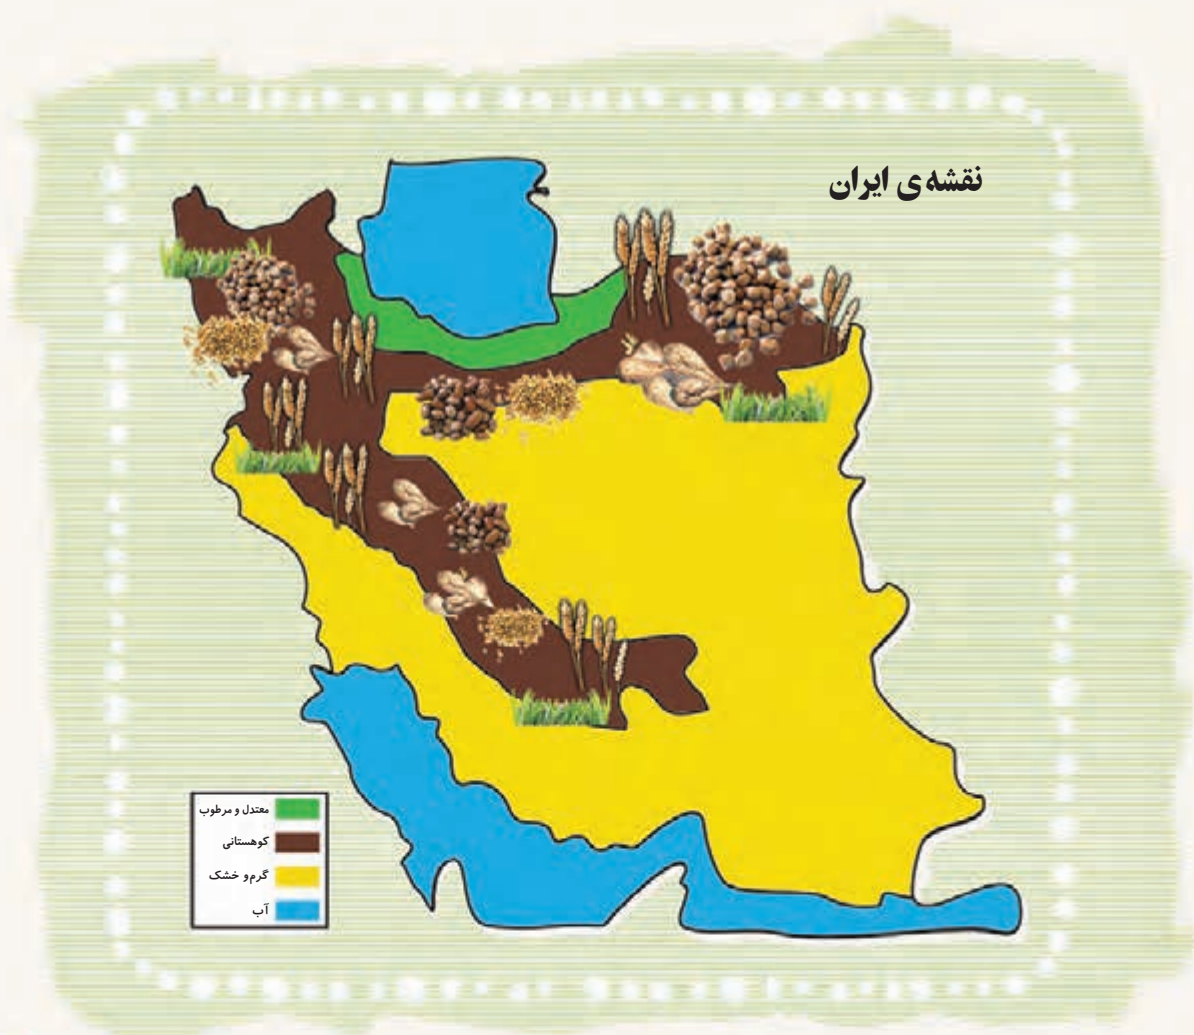 نقشه‌ی ایران
معتدل و مرطوب
کوهستانی
گرم و خشک
آب